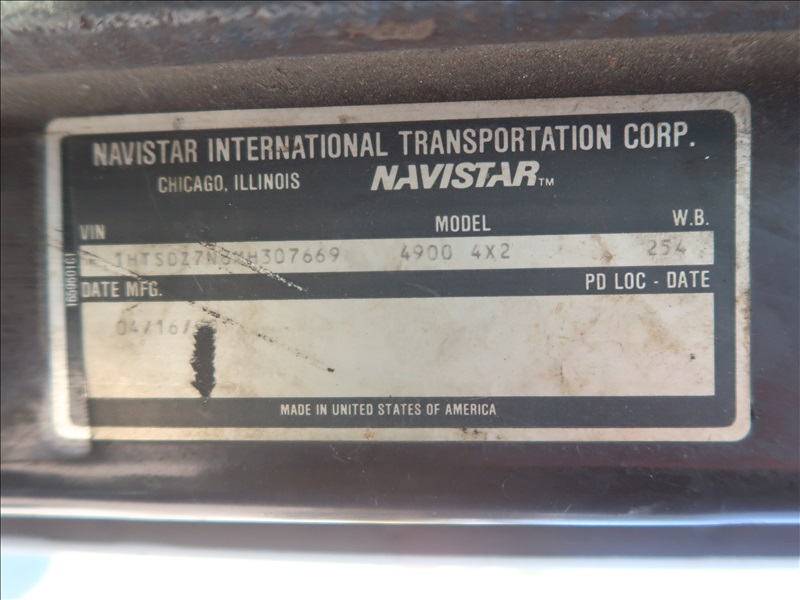 NAVISTAR INTERNATIONAL TRANSPORTATION CORP.
CHICAGO, ILLINOIS NAVISTAR™
VIN MODEL W.B.
4900 4X2 254
DATE MFG. PD LOC - DATE
MADE IN UNITED STATES OF AMERICA